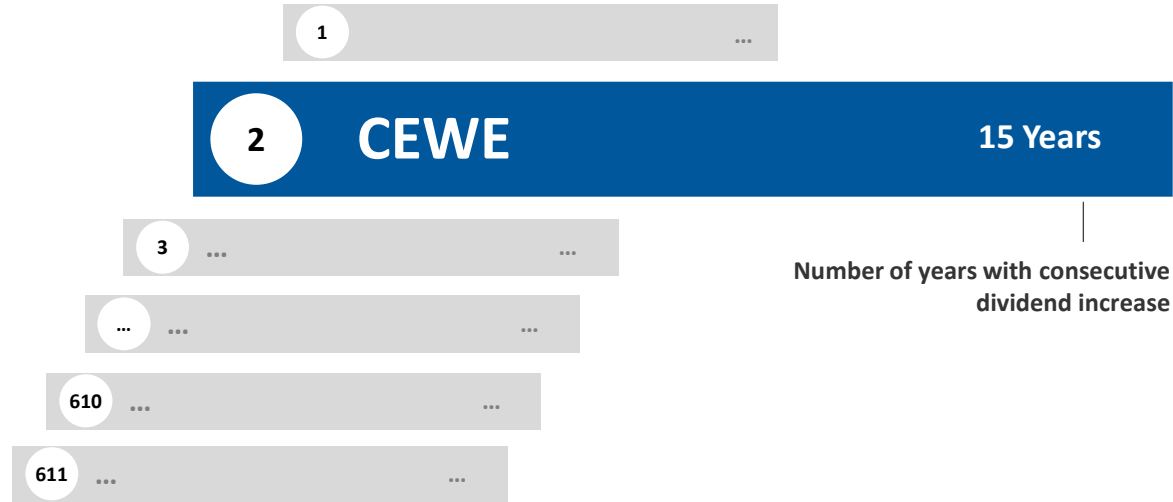 1 ...
2 CEWE 15 Years
3 ... ...
Number of years with consecutive
dividend increase
... ... ...
610 ... ...
611 ... ...